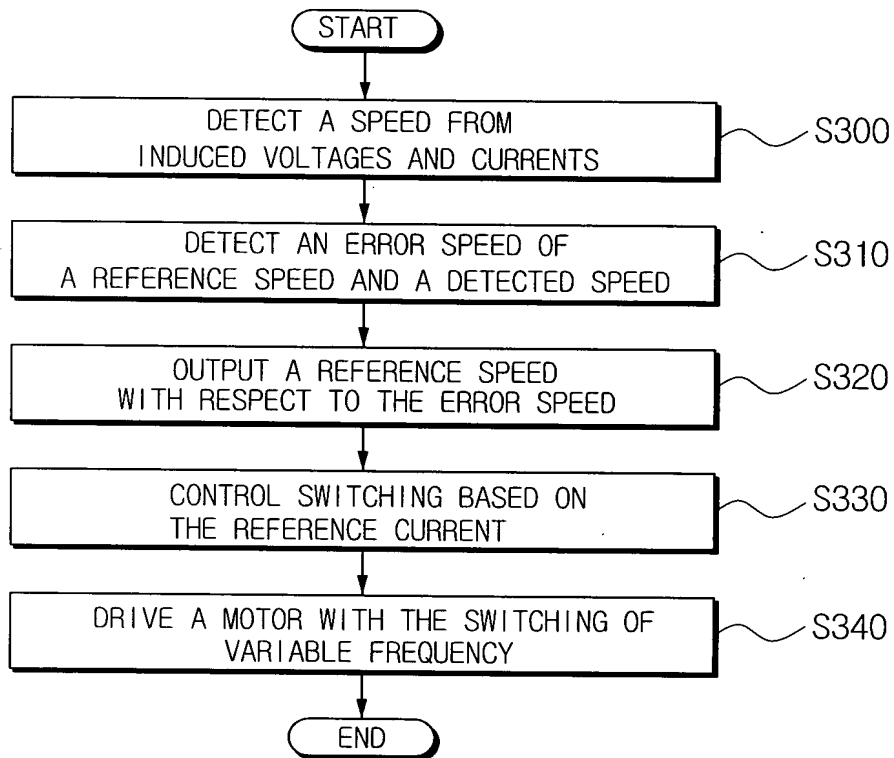 START
DETECT A SPEED FROM
INDUCED VOLTAGES AND CURRENTS
S300
DETECT AN ERROR SPEED OF
A REFERENCE SPEED AND A DETECTED SPEED
S310
OUTPUT A REFERENCE SPEED
WITH RESPECT TO THE ERROR SPEED
S320
CONTROL SWITCHING BASED ON
THE REFERENCE CURRENT
S330
DRIVE A MOTOR WITH THE SWITCHING OF
VARIABLE FREQUENCY
S340
END